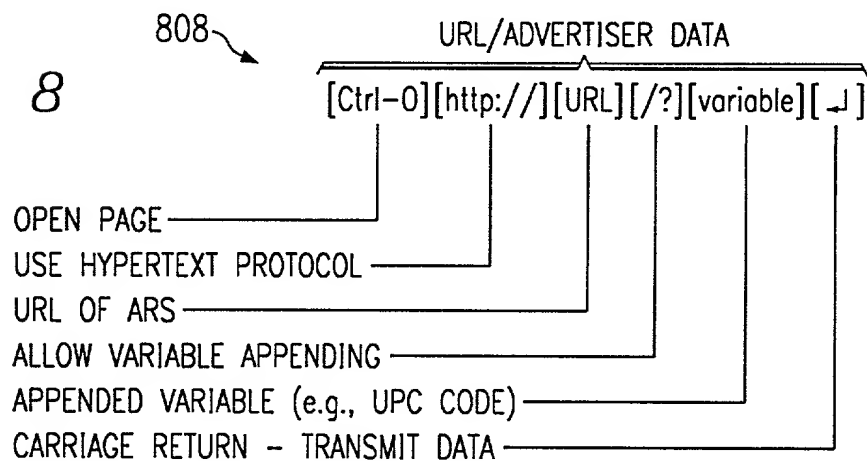 808
URL/ADVERTISER DATA
8
[Ctrl-O][http://][URL][/?][variable][↵]
OPEN PAGE
USE HYPERTEXT PROTOCOL
URL OF ARS
ALLOW VARIABLE APPENDING
APPENDED VARIABLE (e.g., UPC CODE)
CARRIAGE RETURN - TRANSMIT DATA